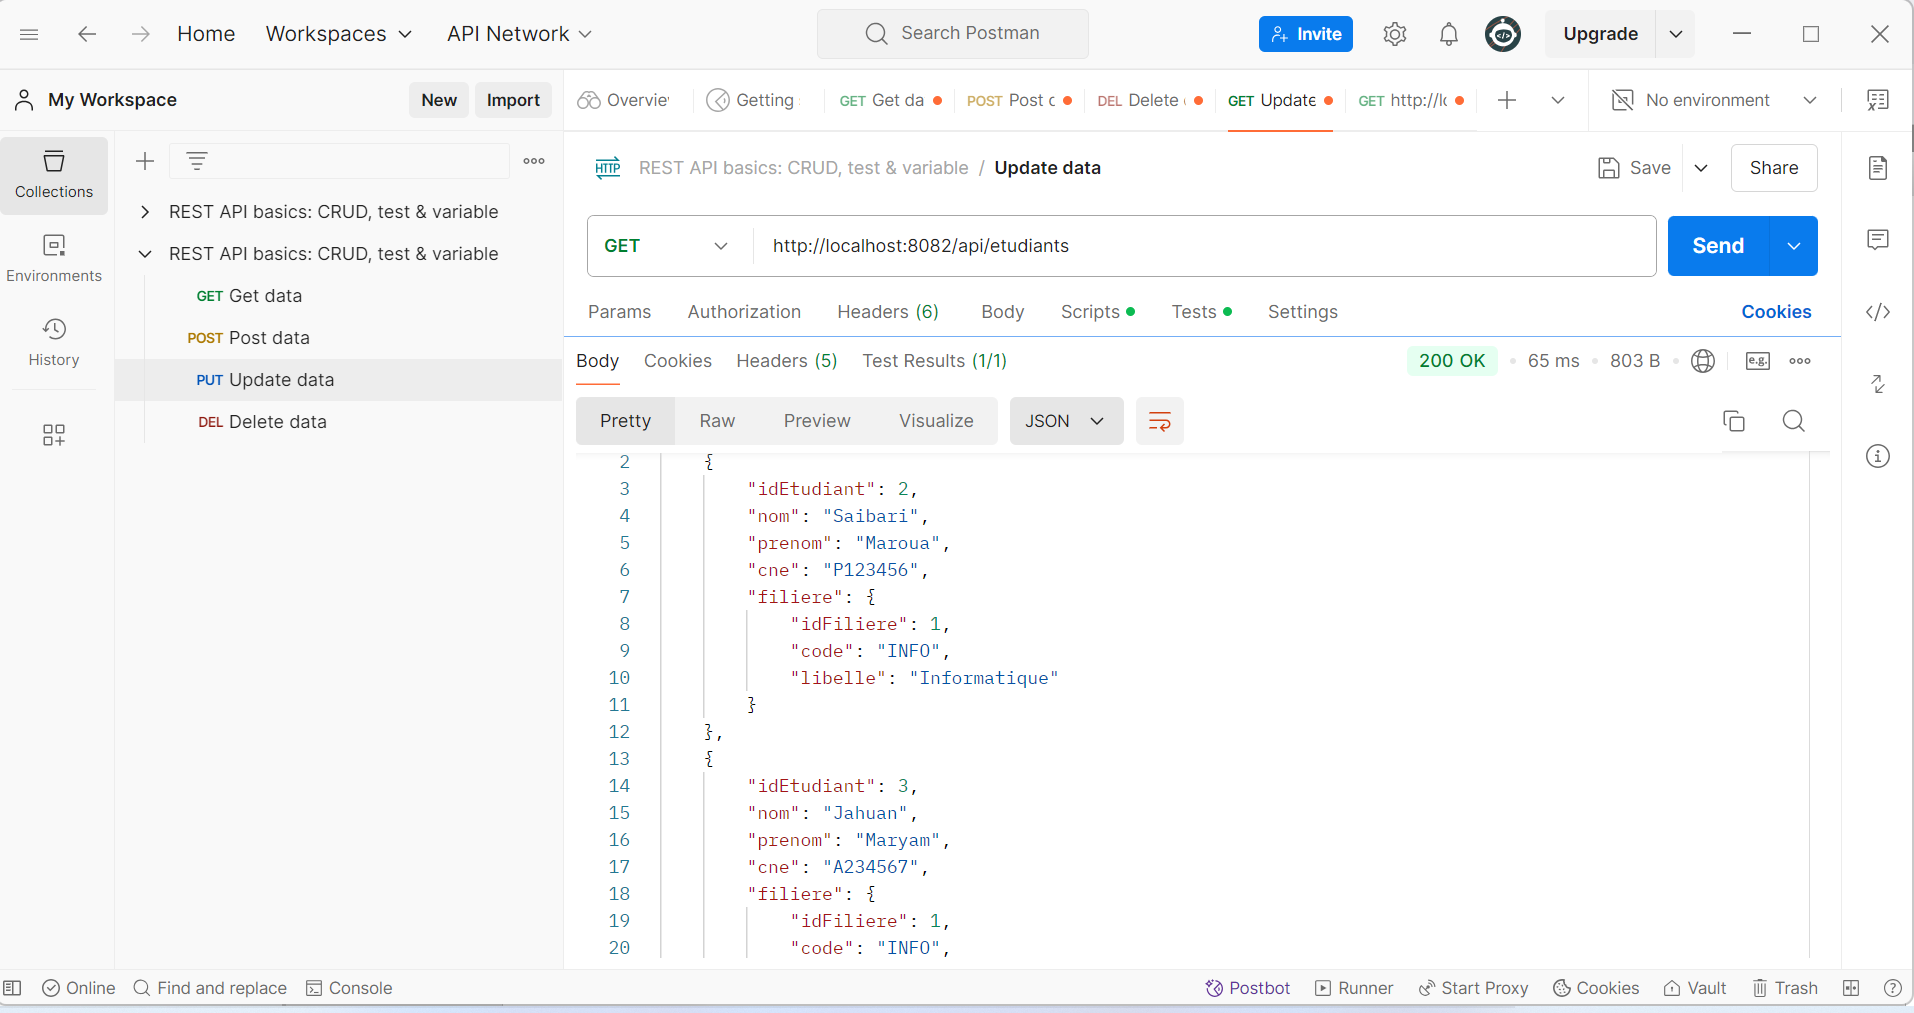 Home Workspaces API Network Search Postman Invite Upgrade
My Workspace New Import Overvie Getting GET Get da POST Post DEL Delete GET Update GET http://l No environment
Collections
Environments
History
REST API basics: CRUD, test & variable
REST API basics: CRUD, test & variable
GET Get data
POST Post data
PUT Update data
DEL Delete data
HTTP REST API basics: CRUD, test & variable / Update data Save Share
GET http://localhost:8082/api/etudiants Send
Params Authorization Headers (6) Body Scripts Tests Settings Cookies
Body Cookies Headers (5) Test Results (1/1) 200 OK 65 ms 803 B e.g.
Pretty Raw Preview Visualize JSON
2 {
3 "idEtudiant": 2,
4 "nom": "Saibari",
5 "prenom": "Maroua",
6 "cne": "P123456",
7 "filiere": {
8 "idFiliere": 1,
9 "code": "INFO",
10 "libelle": "Informatique"
11 }
12 },
13 {
14 "idEtudiant": 3,
15 "nom": "Jahuan",
16 "prenom": "Maryam",
17 "cne": "A234567",
18 "filiere": {
19 "idFiliere": 1,
20 "code": "INFO",
Online Find and replace Console Postbot Runner Start Proxy Cookies Vault Trash